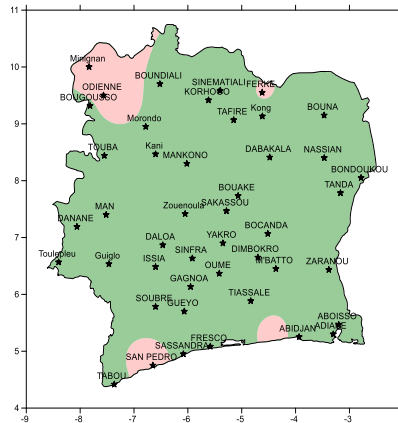 11
Minignan
BOUNDIALI
SINEMATIALI
FERKE
10
ODIENNE
KORHOGO
BOUGOUSSO
TAFIRE
Kong
BOUNA
9
Morondo
TOUBA
Kani
MANKONO
DABAKALA
NASSIAN
BONDOUKOU
8
BOUAKE
TANDA
MAN
Zouenoula
SAKASSOU
DANANE
BOCANDA
7
DALOA
YAKRO
Toulepleu
Guiglo
ISSIA
SINFRA
DIMBOKRO
M'BATTO
ZARANOU
OUME
GAGNOA
6
SOUBRE
GUEYO
TIASSALE
ABOISSO
ABIDJAN
ADIAKE
5
FRESCO
SASSANDRA
SAN PEDRO
TABOU
4
-9 -8 -7 -6 -5 -4 -3